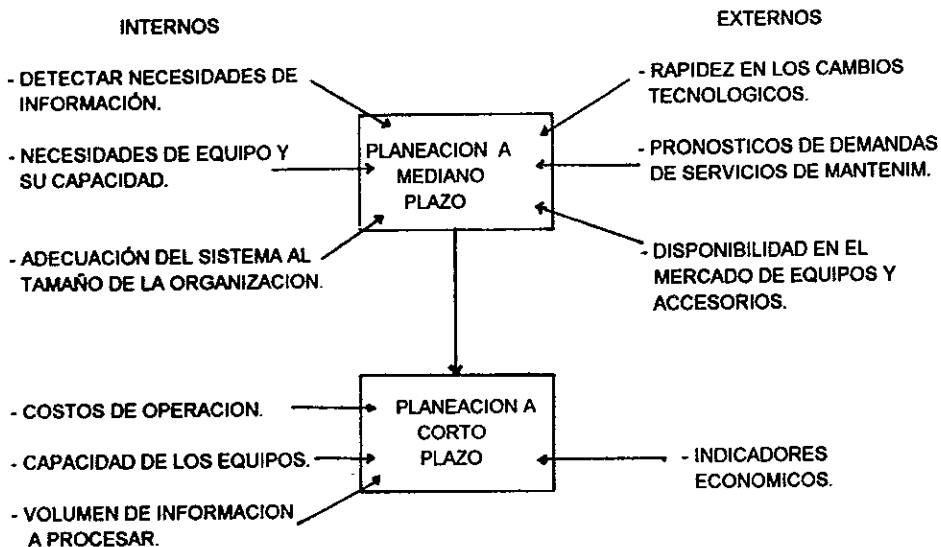 INTERNOS
- DETECTAR NECESIDADES DE
INFORMACIÓN.
- NECESIDADES DE EQUIPO Y
SU CAPACIDAD.
- ADECUACIÓN DEL SISTEMA AL
TAMAÑO DE LA ORGANIZACION.
PLANEACION A
MEDIANO
PLAZO
EXTERNOS
- RAPIDEZ EN LOS CAMBIOS
TECNOLOGICOS.
- PRONOSTICOS DE DEMANDAS
DE SERVICIOS DE MANTENIM.
- DISPONIBILIDAD EN EL
MERCADO DE EQUIPOS Y
ACCESORIOS.
- COSTOS DE OPERACION.
- CAPACIDAD DE LOS EQUIPOS.
- VOLUMEN DE INFORMACION
A PROCESAR.
PLANEACION A
CORTO
PLAZO
- INDICADORES
ECONOMICOS.